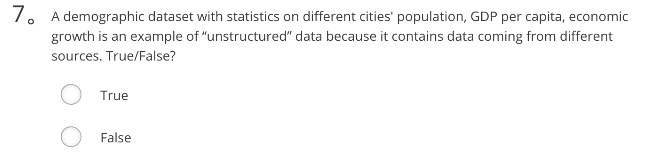 7。 A demographic dataset with statistics on different cities' population, GDP per capita, economic
growth is an example of “unstructured” data because it contains data coming from different
sources. True/False?
True
False